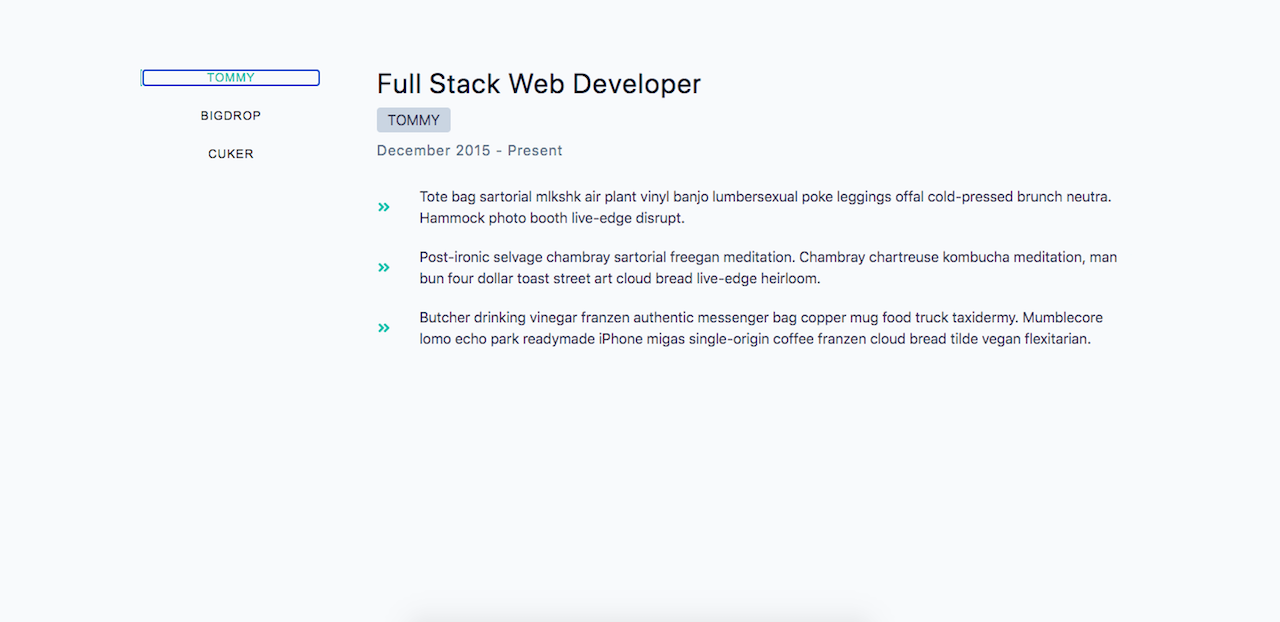 TOMMY
BIGDROP
CUKER
Full Stack Web Developer
TOMMY
December 2015 - Present
Tote bag sartorial mlkshk air plant vinyl banjo lumbersexual poke leggings offal cold-pressed brunch neutra.
Hammock photo booth live-edge disrupt.
Post-ironic selvage chambray sartorial freegan meditation. Chambray chartreuse kombucha meditation, man
bun four dollar toast street art cloud bread live-edge heirloom.
Butcher drinking vinegar franzen authentic messenger bag copper mug food truck taxidermy. Mumblecore
lomo echo park readymade iPhone migas single-origin coffee franzen cloud bread tilde vegan flexitarian.